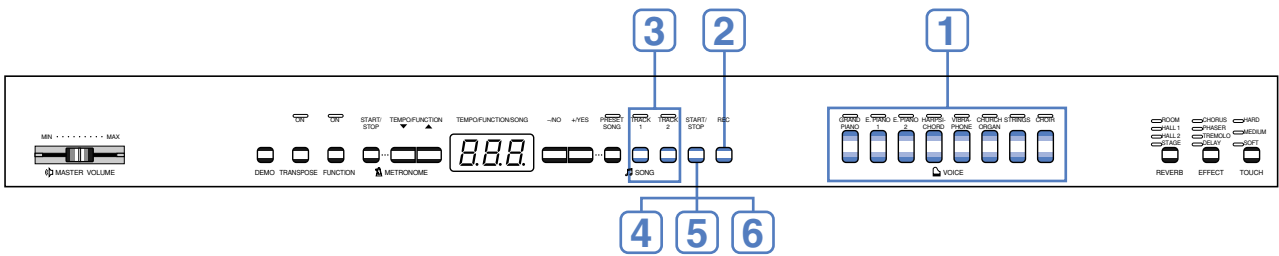 3 2 1
ON ON START/ STOP TEMPO/FUNCTION ▼ ▲ TEMPO/FUNCTION/SONG –NO +/YES PRESET SONG TRACK 1 TRACK 2 START/ STOP REC
GRAND PIANO E. PIANO 1 E. PIANO 2 HARPSI- CHORD VIBRA- PHONE CHURCH ORGAN STRINGS CHOIR
MIN MAX
8.8.8.
ROOM
HALL 1
HALL 2
STAGE
CHORUS
PHASER
TREMOLO
DELAY
HARD
MEDIUM
SOFT
MASTER VOLUME
DEMO TRANSPOSE FUNCTION METRONOME SONG VOICE REVERB EFFECT TOUCH
4 5 6